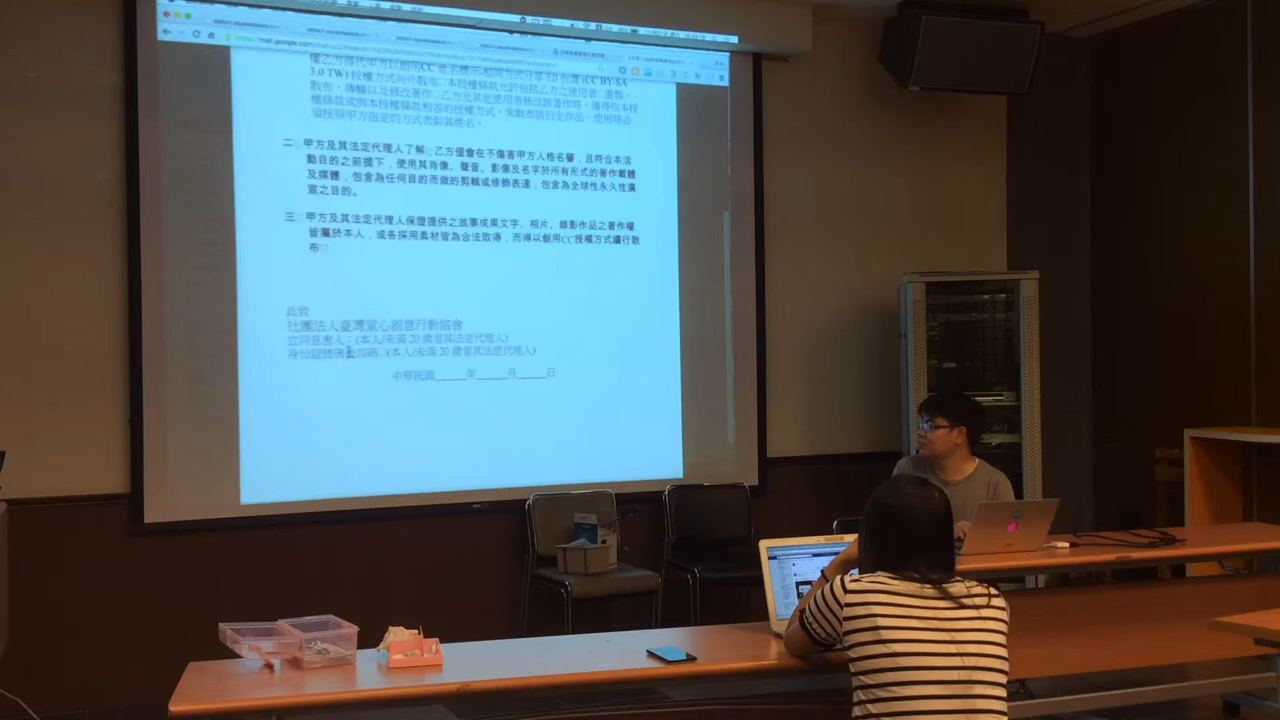 mail.google.com
權乙方得代甲方以創用CC 姓名標示-相同方式分享 3.0 台灣 (CC BY-SA
3.0 TW) 授權方式向外散布。本授權條款允許包括乙方之使用者 重製、
散布、傳輸以及修改著作。乙方及其他使用者修改該著作時，僅得依本授
權條款或與本授權條款相容的授權方式，來散布該衍生作品。使用時必
須按照甲方指定的方式表彰其姓名。
二 甲方及其法定代理人了解 乙方僅會在不傷害甲方人格名譽，且符合本活
動目的之前提下，使用其肖像、聲音、影像及名字於所有形式的著作載體
及媒體，包含為任何目的而做的剪輯或修飾表達，包含為全球性永久性廣
宣之目的。
三 甲方及其法定代理人保證提供之故事成果文字、相片、錄影作品之著作權
皆屬於本人，或各採用素材皆為合法取得，而得以創用CC授權方式續行散
布
此致
社團法人臺灣童心創意行動協會
立同意書人：(本人/未滿 20 歲者其法定代理人)
身份證號碼 四碼 (本人/未滿 20 歲者其法定代理人)
中華民國______年______月______日